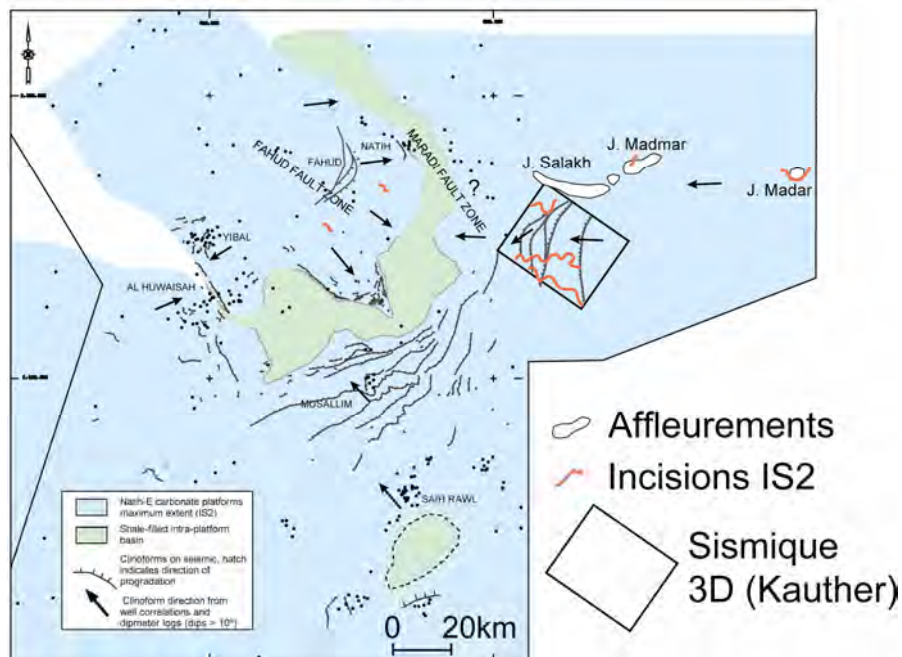 J. Madmar
J. Salakh
J. Madar
NATIH
FAHUD
FAHUD FAULT ZONE
MARADI FAULT ZONE
?
YIBAL
AL HUWAISAH
MUSALLIM
SAIH RAWL
Affleurements
Incisions IS2
Sismique
3D (Kauther)
Natih-E carbonate platforms
maximum extent (IS2)
Shale-filled intra-platform
basin
Clinoforms on seismic, hatch
indicates direction of
progradation
Clinoform direction from
well correlations and
dipmeter logs (dips > 10°)
0 20km